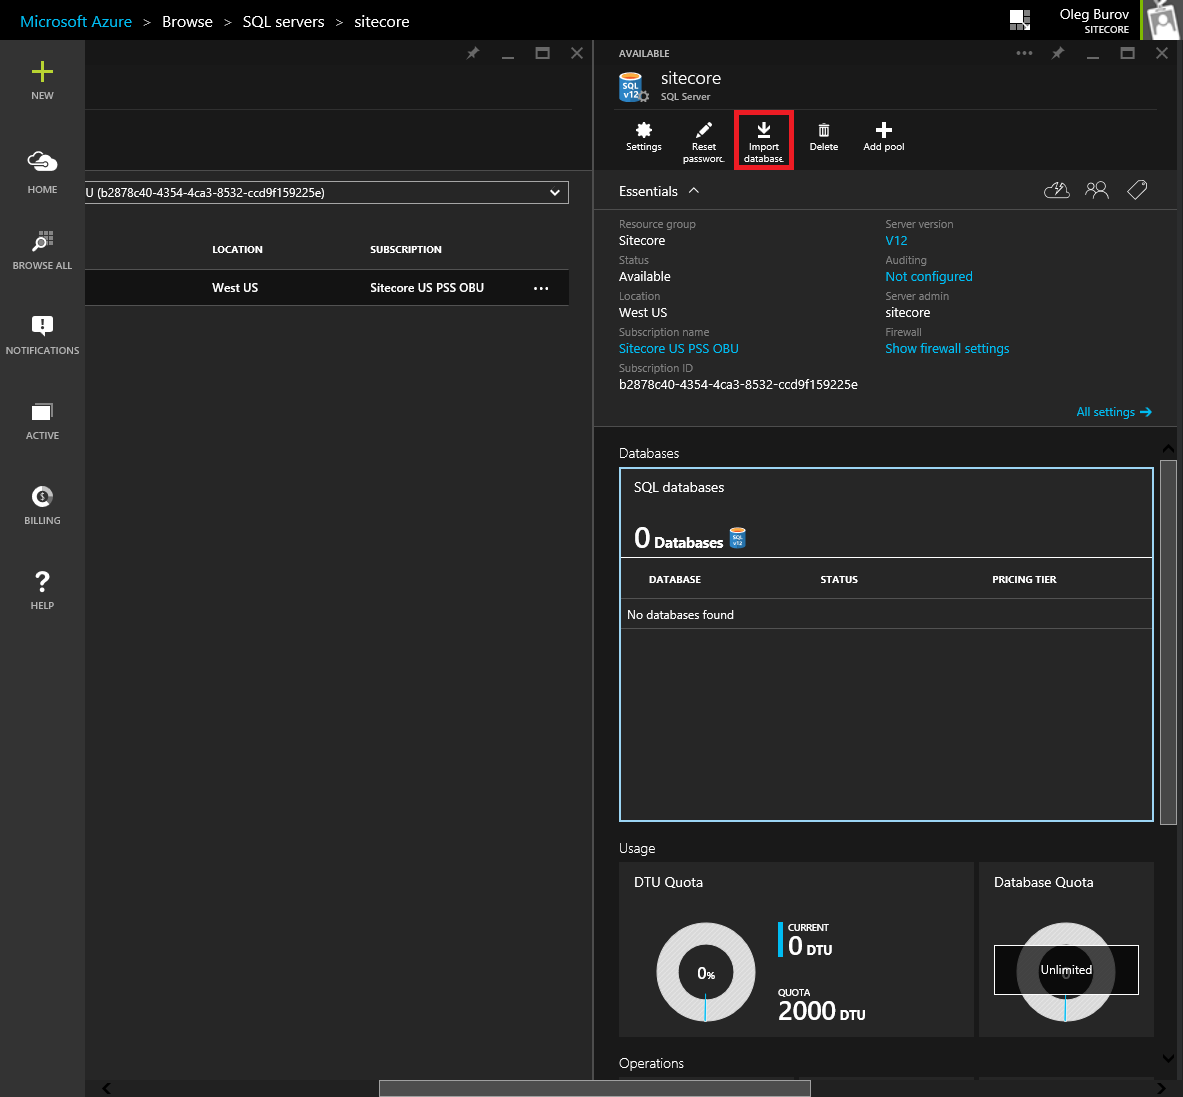 Microsoft Azure > Browse > SQL servers > sitecore
Oleg Burov
SITECORE
NEW
HOME
BROWSE ALL
NOTIFICATIONS
ACTIVE
BILLING
HELP
U (b2878c40-4354-4ca3-8532-ccd9f159225e)
LOCATION SUBSCRIPTION
West US Sitecore US PSS OBU ...
AVAILABLE
sitecore
SQL Server
SQL
v12
Settings
Reset
passworc
Import
database
Delete
Add pool
Essentials
Resource group
Sitecore
Status
Available
Location
West US
Subscription name
Sitecore US PSS OBU
Subscription ID
b2878c40-4354-4ca3-8532-ccd9f159225e
Server version
V12
Auditing
Not configured
Server admin
sitecore
Firewall
Show firewall settings
All settings →
Databases
SQL databases
0 Databases
SQL
v12
DATABASE STATUS PRICING TIER
No databases found
Usage
DTU Quota
0%
CURRENT
0 DTU
QUOTA
2000 DTU
Database Quota
Unlimited
Operations